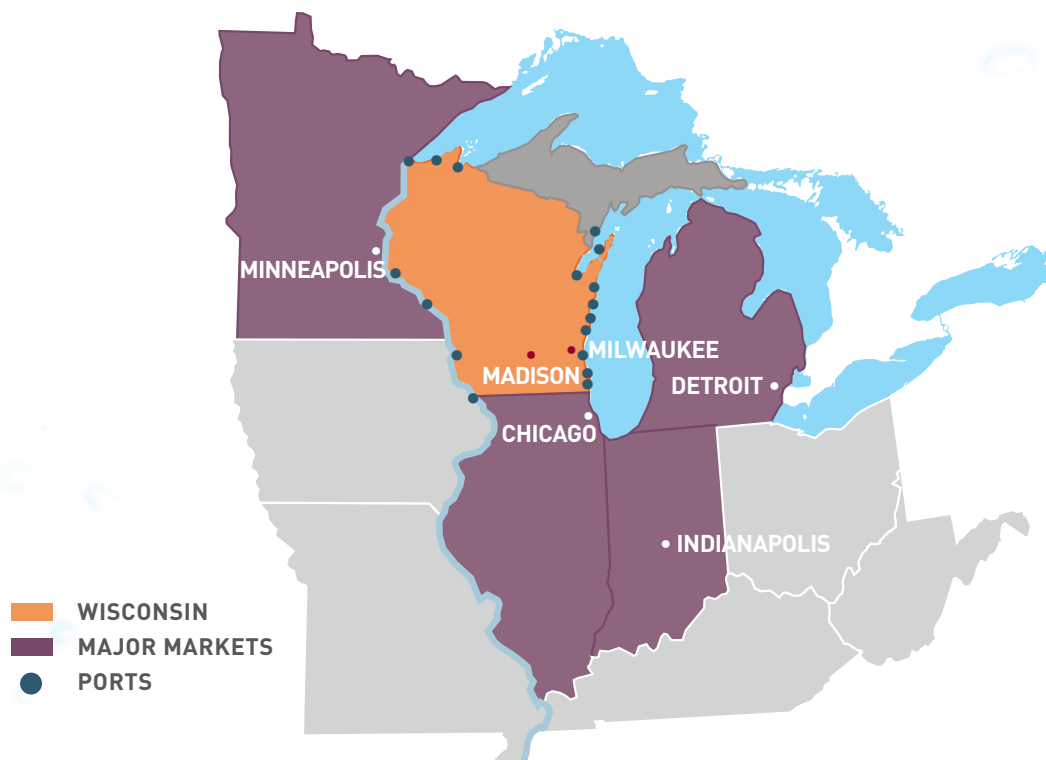 MINNEAPOLIS
MILWAUKEE
MADISON
DETROIT
CHICAGO
INDIANAPOLIS
WISCONSIN
MAJOR MARKETS
PORTS